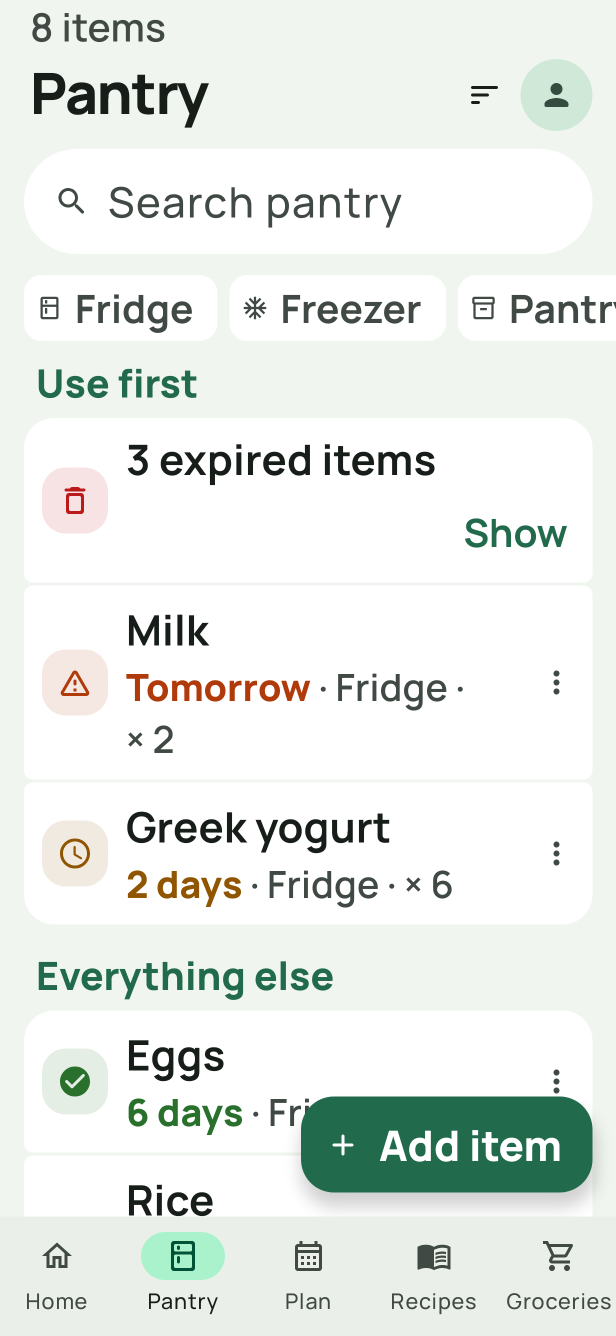 8 items
Pantry
Search pantry
Fridge
Freezer
Use first
3 expired items
Show
Milk
Tomorrow · Fridge ·
× 2
Greek yogurt
2 days · Fridge · × 6
Everything else
Eggs
6 days ·
Add item
Rice
Home
Pantry
Plan
Recipes
Groceries